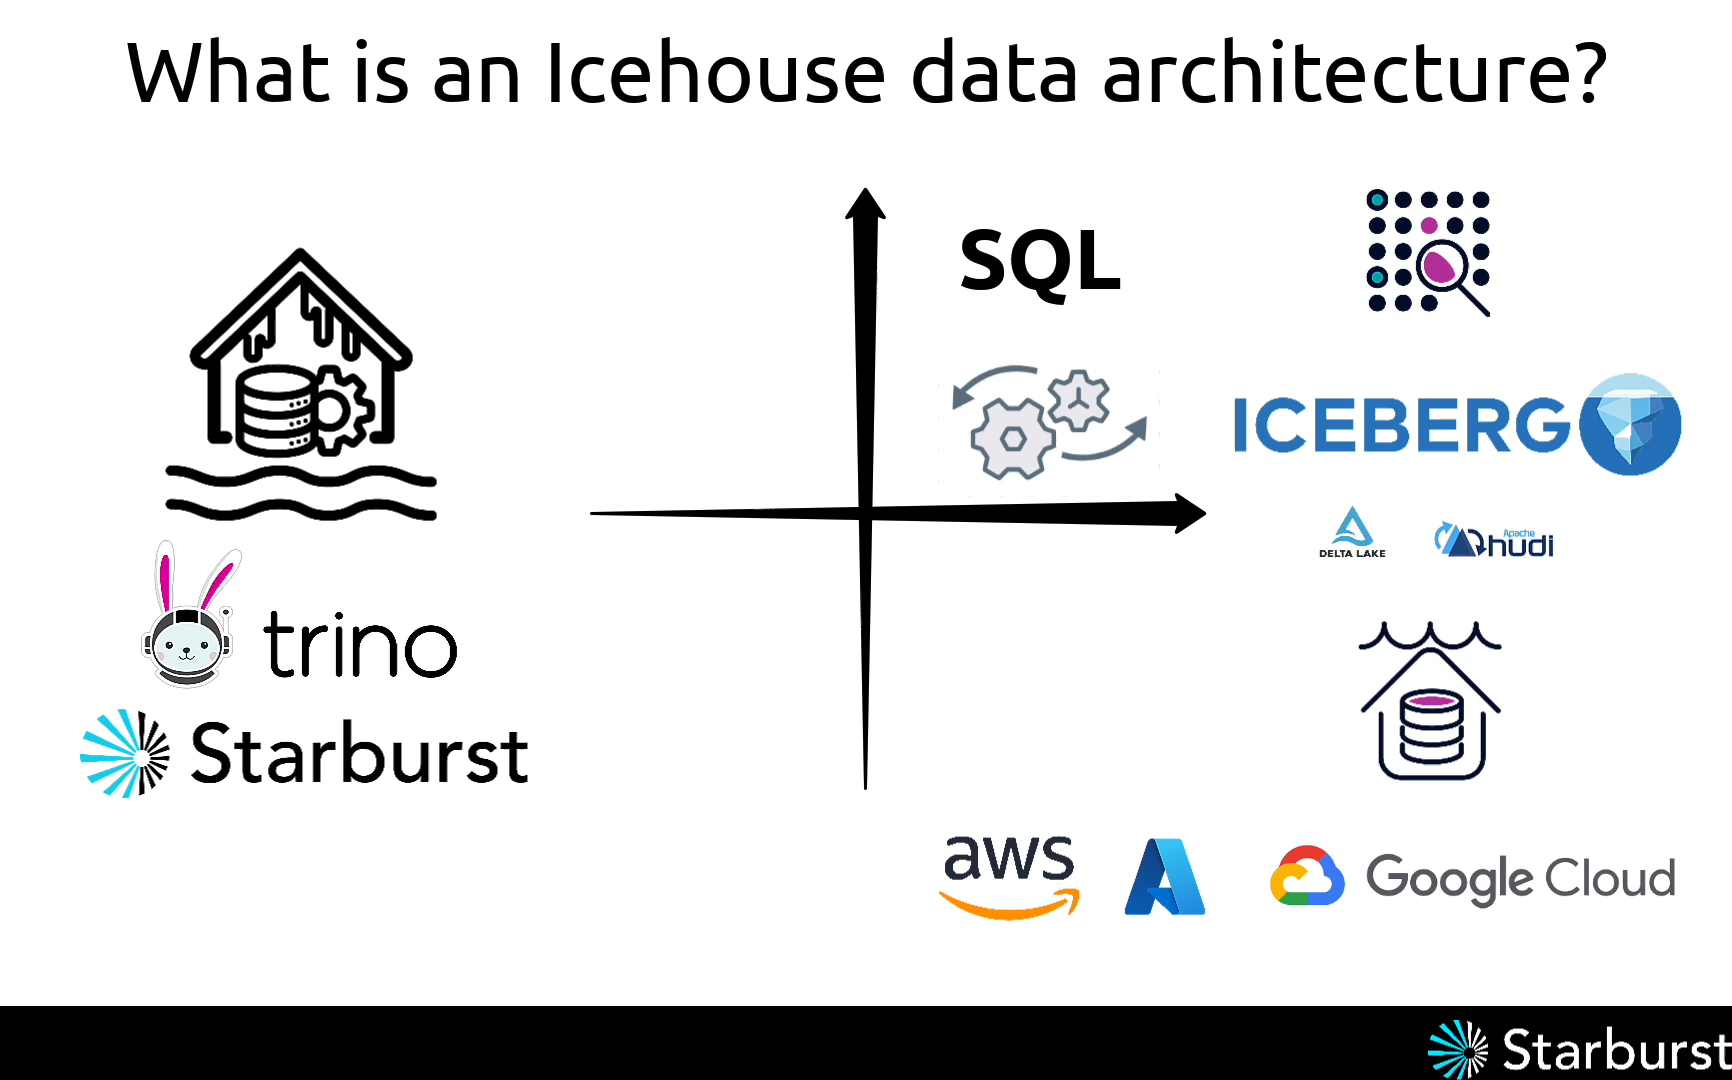 What is an Icehouse data architecture?
SQL
ICEBERG
DELTA LAKE
Apache
hudi
trino
Starburst
aws
Google Cloud
Starburst